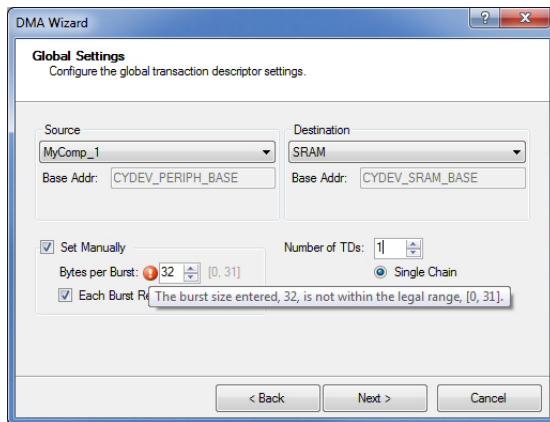 DMA Wizard
Global Settings
Configure the global transaction descriptor settings.
Source
MyComp_1
Base Addr: CYDEV_PERIPH_BASE
Destination
SRAM
Base Addr: CYDEV_SRAM_BASE
Set Manually
Bytes per Burst: 32 [0, 31]
Each Burst Re
Number of TDs: 1
Single Chain
The burst size entered, 32, is not within the legal range, [0, 31].
< Back
Next >
Cancel